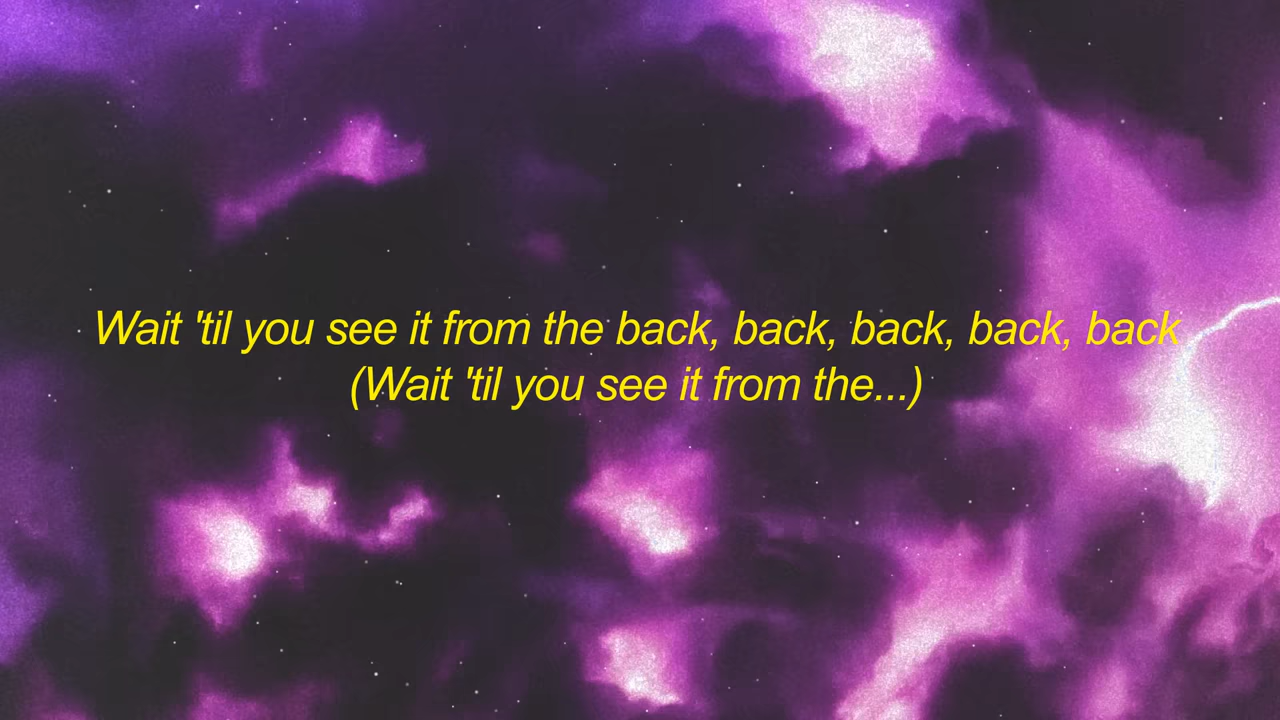 Wait 'til you see it from the back, back, back, back, back
(Wait 'til you see it from the...)